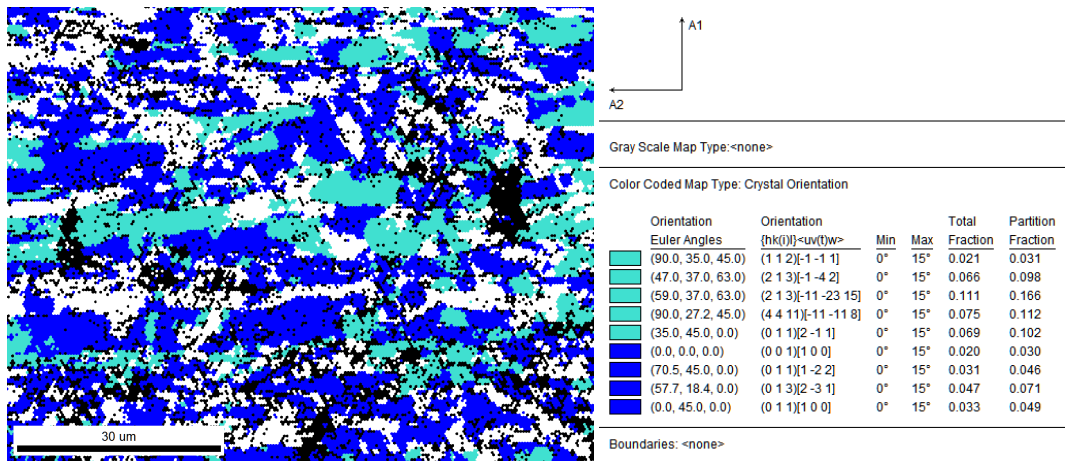 A1
A2
Gray Scale Map Type:<none>
Color Coded Map Type: Crystal Orientation
Orientation Orientation Total Partition
Euler Angles {hk(i)l}<uv(t)w> Min Max Fraction Fraction
(90.0, 35.0, 45.0) (1 1 2)[-1 -1 1] 0° 15° 0.021 0.031
(47.0, 37.0, 63.0) (2 1 3)[-1 -4 2] 0° 15° 0.066 0.098
(59.0, 37.0, 63.0) (2 1 3)[-11 -23 15] 0° 15° 0.111 0.166
(90.0, 27.2, 45.0) (4 4 11)[-11 -11 8] 0° 15° 0.075 0.112
(35.0, 45.0, 0.0) (0 1 1)[2 -1 1] 0° 15° 0.069 0.102
(0.0, 0.0, 0.0) (0 0 1)[1 0 0] 0° 15° 0.020 0.030
(70.5, 45.0, 0.0) (0 1 1)[1 -2 2] 0° 15° 0.031 0.046
(57.7, 18.4, 0.0) (0 1 3)[2 -3 1] 0° 15° 0.047 0.071
(0.0, 45.0, 0.0) (0 1 1)[1 0 0] 0° 15° 0.033 0.049
Boundaries: <none>
30 um